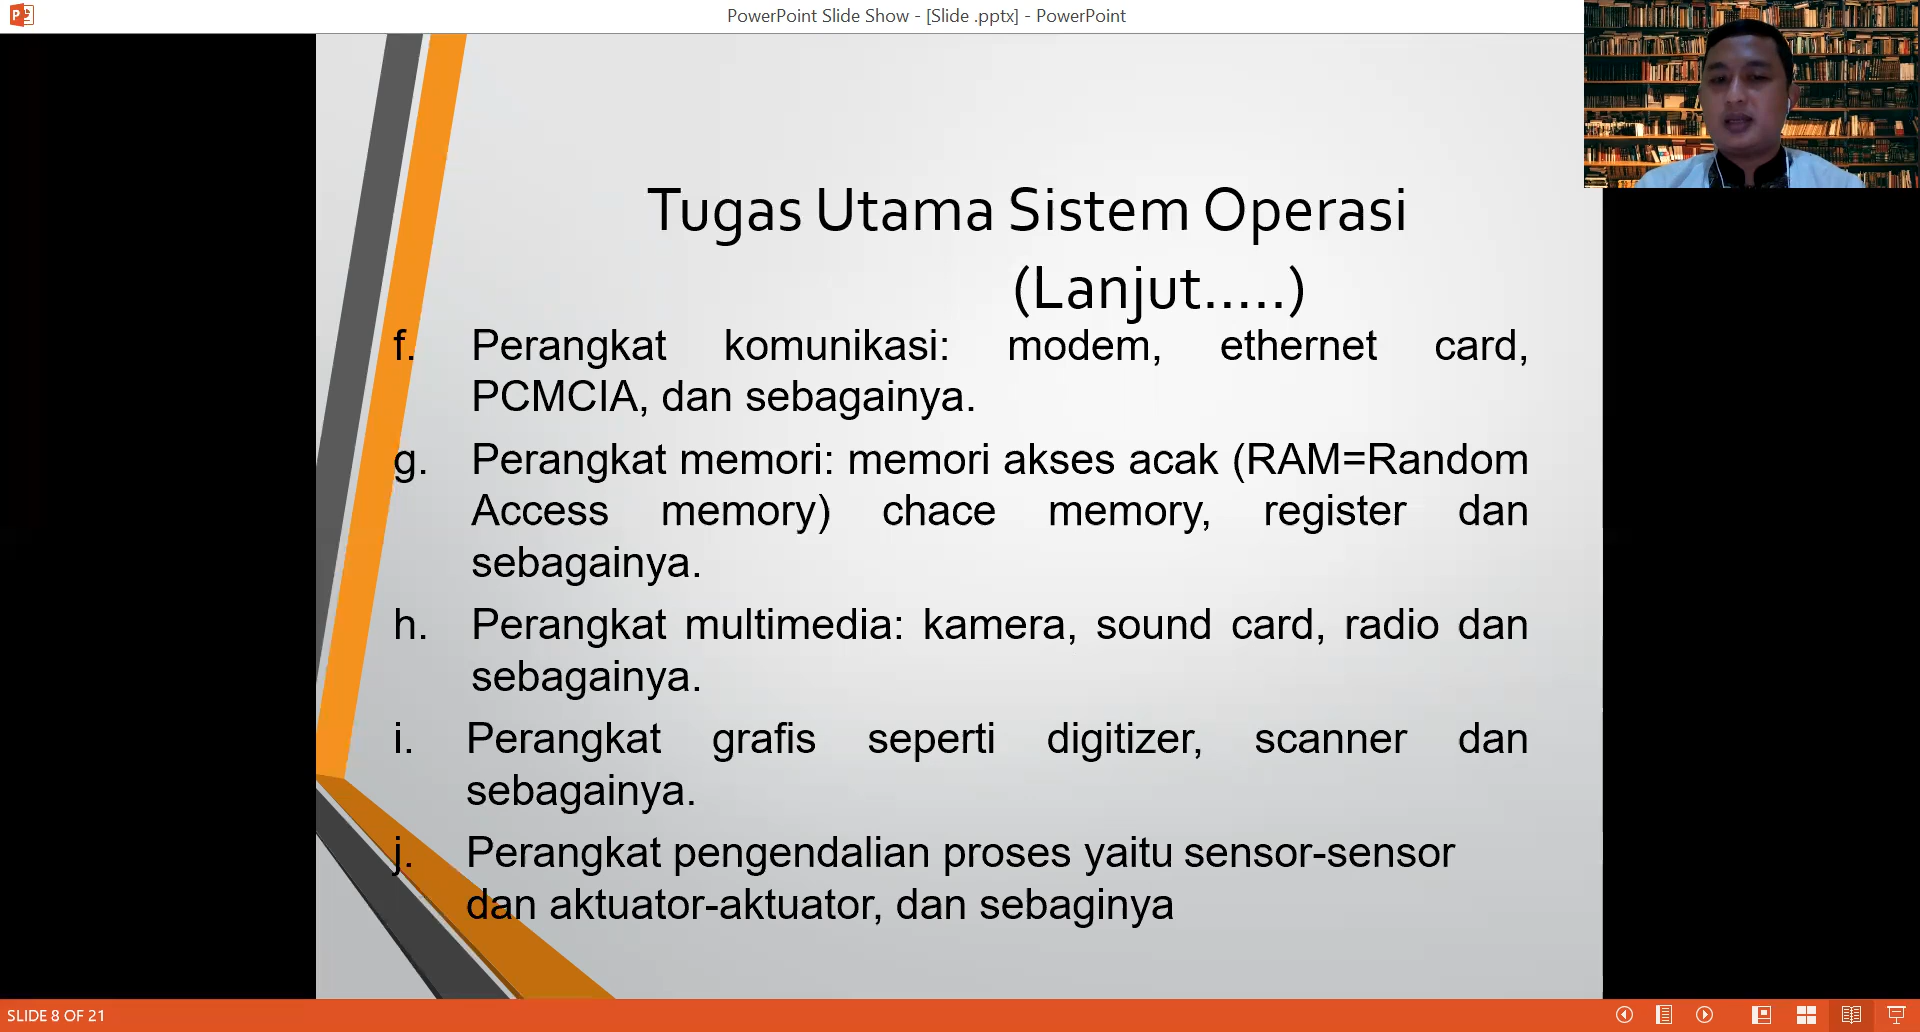 PowerPoint Slide Show - [Slide .pptx] - PowerPoint
Tugas Utama Sistem Operasi
(Lanjut.....)
f. Perangkat komunikasi: modem, ethernet card,
PCMCIA, dan sebagainya.
g. Perangkat memori: memori akses acak (RAM=Random
Access memory) chace memory, register dan
sebagainya.
h. Perangkat multimedia: kamera, sound card, radio dan
sebagainya.
i. Perangkat grafis seperti digitizer, scanner dan
sebagainya.
j. Perangkat pengendalian proses yaitu sensor-sensor
dan aktuator-aktuator, dan sebaginya
SLIDE 8 OF 21